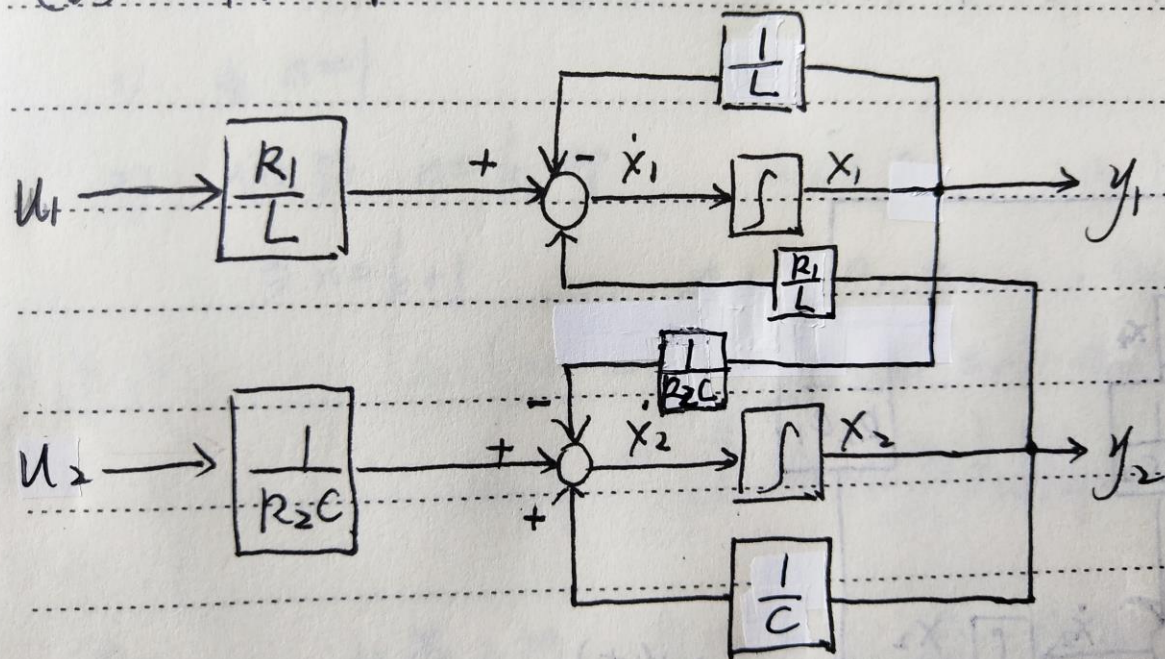 1/L
u₁ R₁/L + - ẋ₁ ∫ x₁ y₁
R₁/L
1/R₂C
u₂ 1/R₂C + - + ẋ₂ ∫ x₂ y₂
1/C